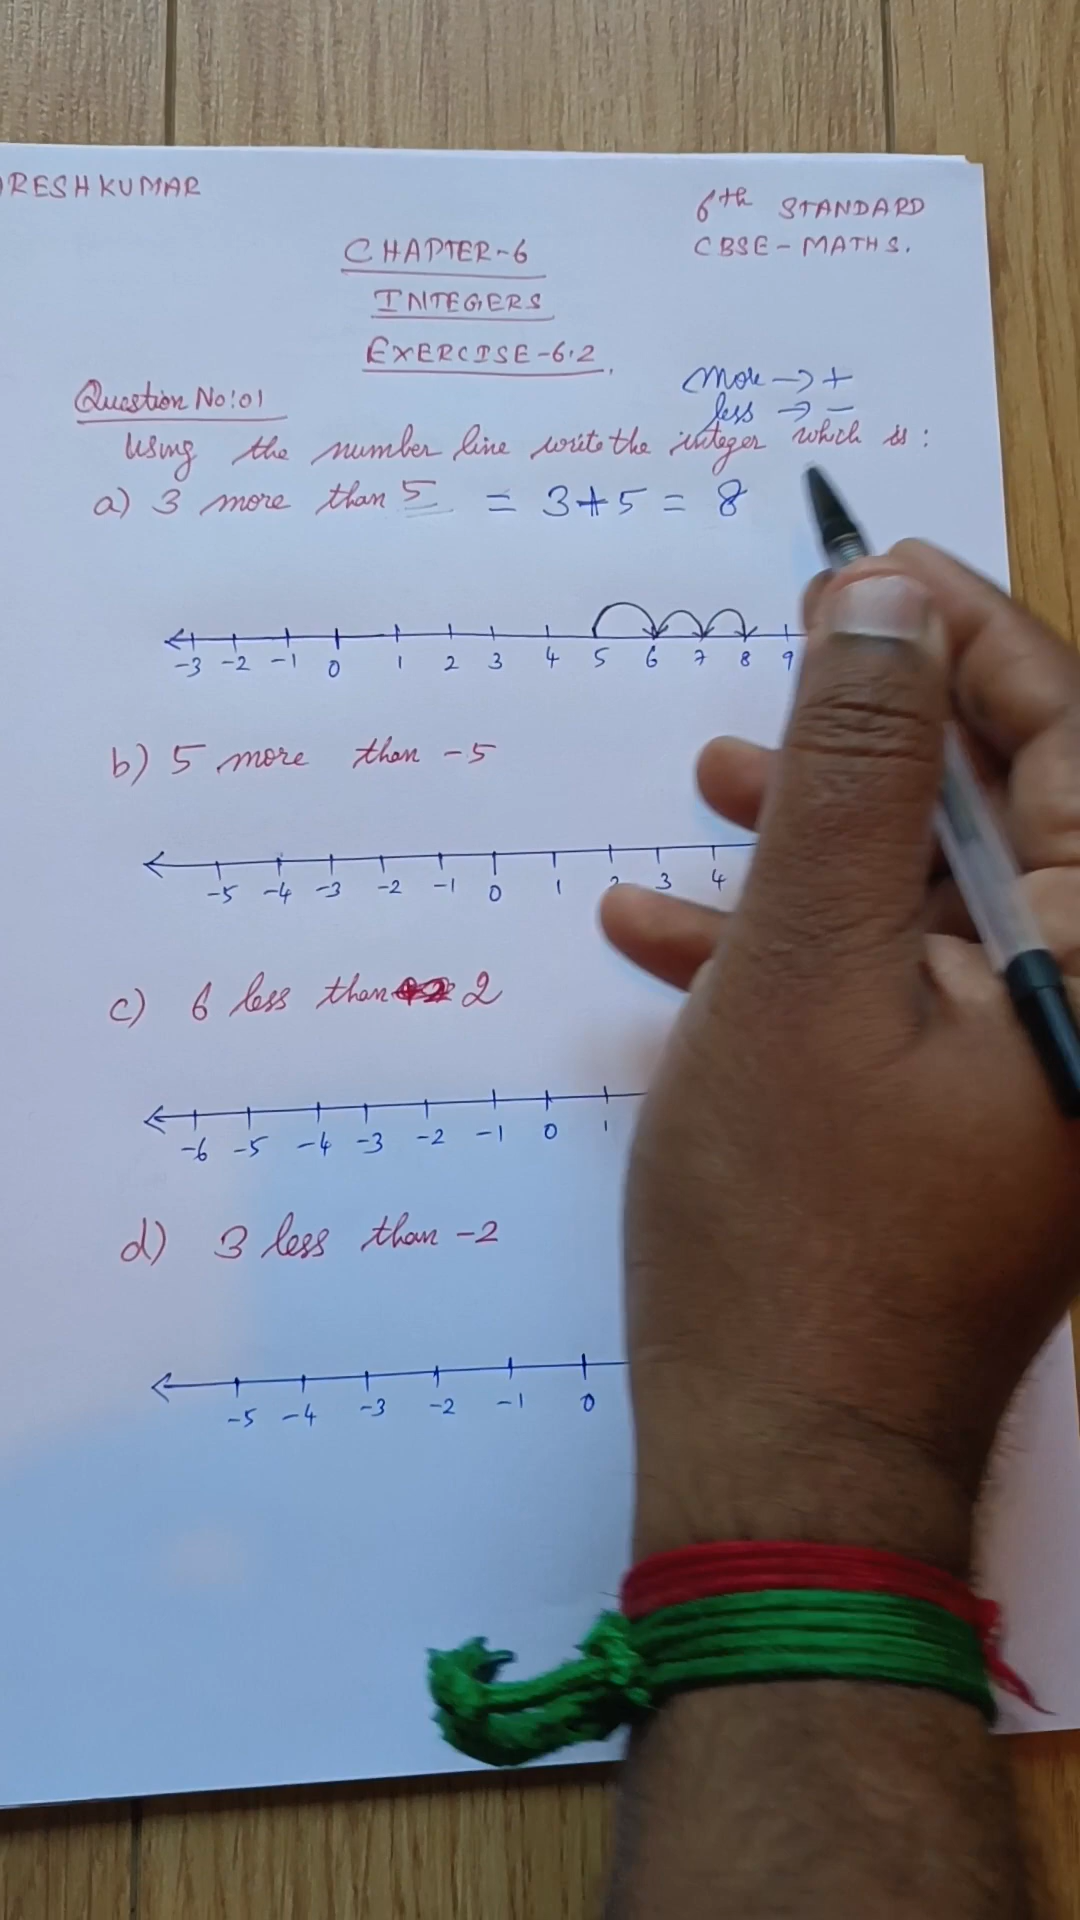 RESHKUMAR
6th STANDARD
CBSE - MATHS.
CHAPTER-6
INTEGERS
EXERCISE-6.2
more → +
less → -
Question No:01
Using the number line write the integer which is :
a) 3 more than 5 = 3+5 = 8
-3 -2 -1 0 1 2 3 4 5 6 7 8 9
b) 5 more than -5
-5 -4 -3 -2 -1 0 1 2 3 4
c) 6 less than 2
-6 -5 -4 -3 -2 -1 0 1
d) 3 less than -2
-5 -4 -3 -2 -1 0